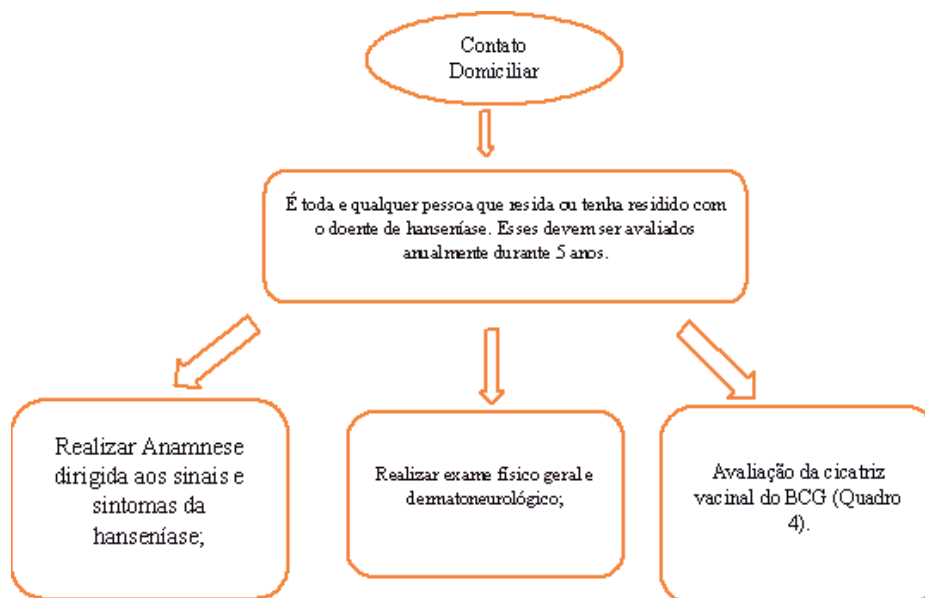 Contato
Domiciliar
É toda e qualquer pessoa que resida ou tenha residido com
o doente de hanseníase. Esses devem ser avaliados
anualmente durante 5 anos.
Realizar Anamnese
dirigida aos sinais e
sintomas da
hanseníase;
Realizar exame físico geral e
dermatoneurológico;
Avaliação da cicatriz
vacinal do BCG (Quadro
4).